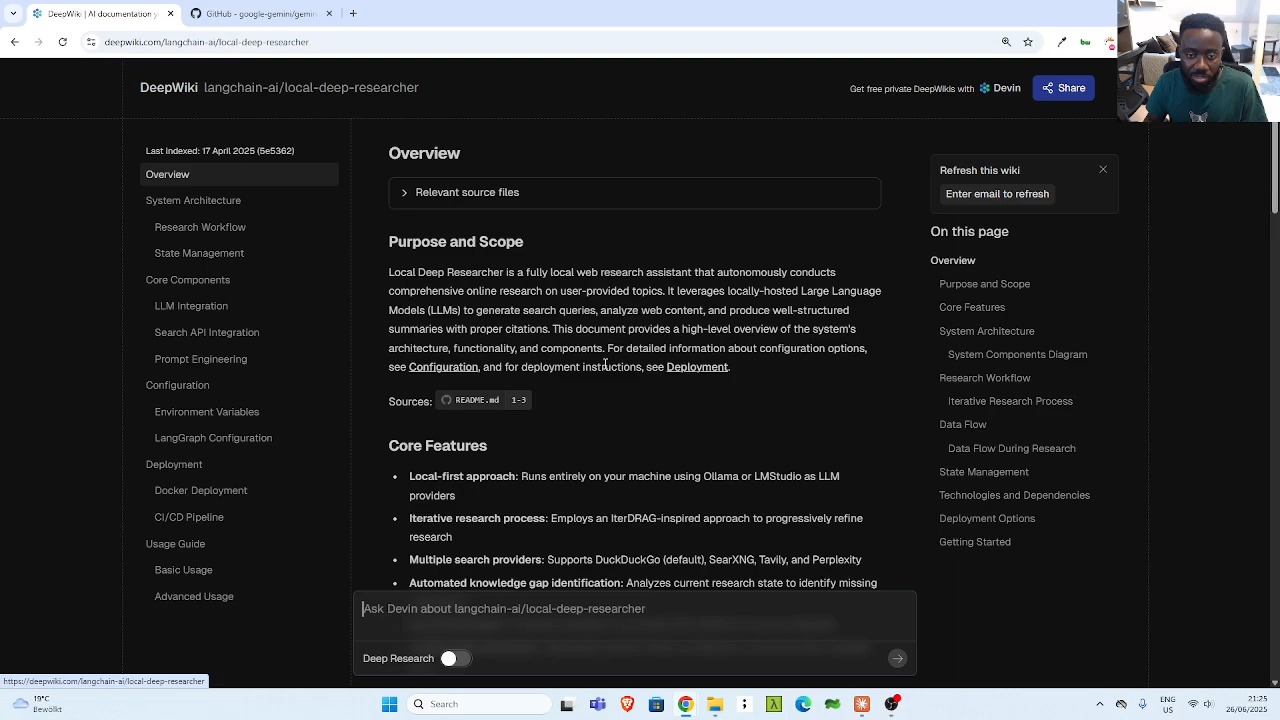 DeepWiki | AI documentation y
GitHub - google-gemini/gemin
deepwiki.com/langchain-ai/local-deep-researcher
bw
DeepWiki langchain-ai/local-deep-researcher
Get free private DeepWikis with Devin
Share
Last indexed: 17 April 2025 (5e5362)
Overview
System Architecture
Research Workflow
State Management
Core Components
LLM Integration
Search API Integration
Prompt Engineering
Configuration
Environment Variables
LangGraph Configuration
Deployment
Docker Deployment
CI/CD Pipeline
Usage Guide
Basic Usage
Advanced Usage
Overview
Relevant source files
Purpose and Scope
Local Deep Researcher is a fully local web research assistant that autonomously conducts
comprehensive online research on user-provided topics. It leverages locally-hosted Large Language
Models (LLMs) to generate search queries, analyze web content, and produce well-structured
summaries with proper citations. This document provides a high-level overview of the system's
architecture, functionality, and components. For detailed information about configuration options,
see Configuration, and for deployment instructions, see Deployment.
Sources: README.md 1-3
Core Features
Local-first approach: Runs entirely on your machine using Ollama or LMStudio as LLM
providers
Iterative research process: Employs an IterDRAG-inspired approach to progressively refine
research
Multiple search providers: Supports DuckDuckGo (default), SearXNG, Tavily, and Perplexity
Automated knowledge gap identification: Analyzes current research state to identify missing
Ask Devin about langchain-ai/local-deep-researcher
Deep Research
Refresh this wiki
Enter email to refresh
On this page
Overview
Purpose and Scope
Core Features
System Architecture
System Components Diagram
Research Workflow
Iterative Research Process
Data Flow
Data Flow During Research
State Management
Technologies and Dependencies
Deployment Options
Getting Started
https://deepwiki.com/langchain-ai/local-deep-researcher
19°C
Bewölkt
Search
ENG
US
21:25
26/06/2025